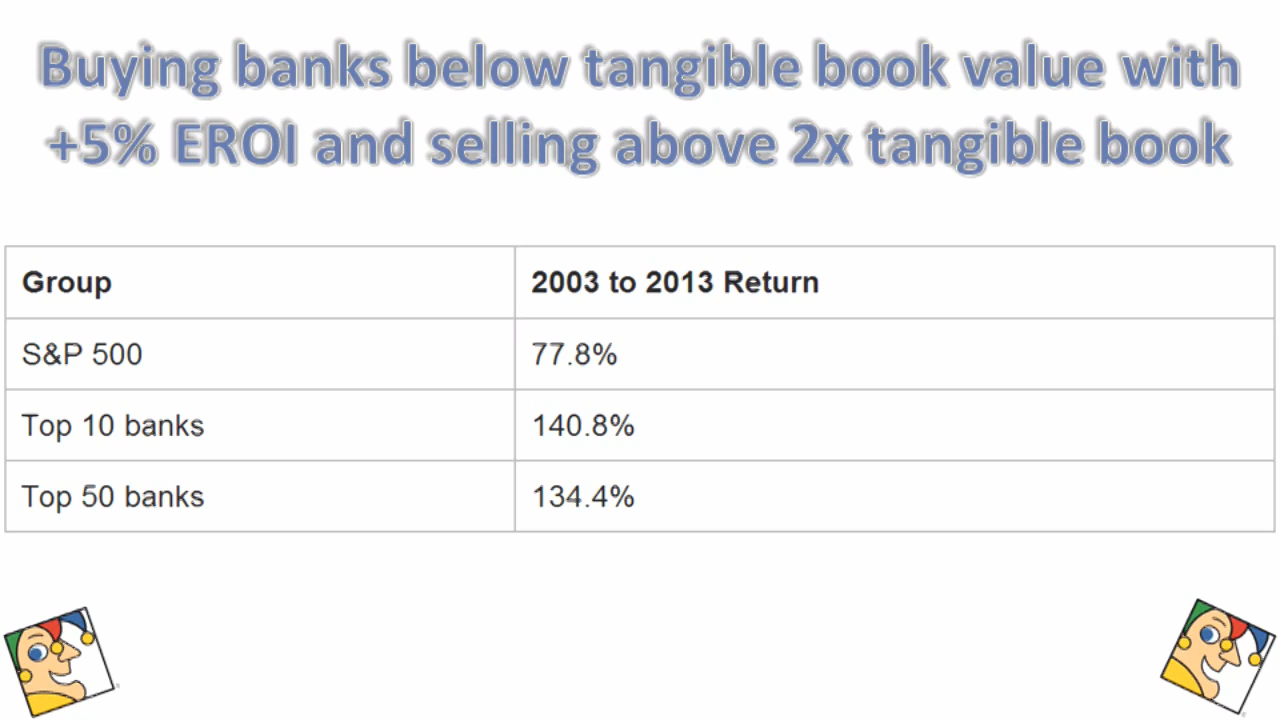 Buying banks below tangible book value with
+5% EROI and selling above 2x tangible book
Group 2003 to 2013 Return
S&P 500 77.8%
Top 10 banks 140.8%
Top 50 banks 134.4%